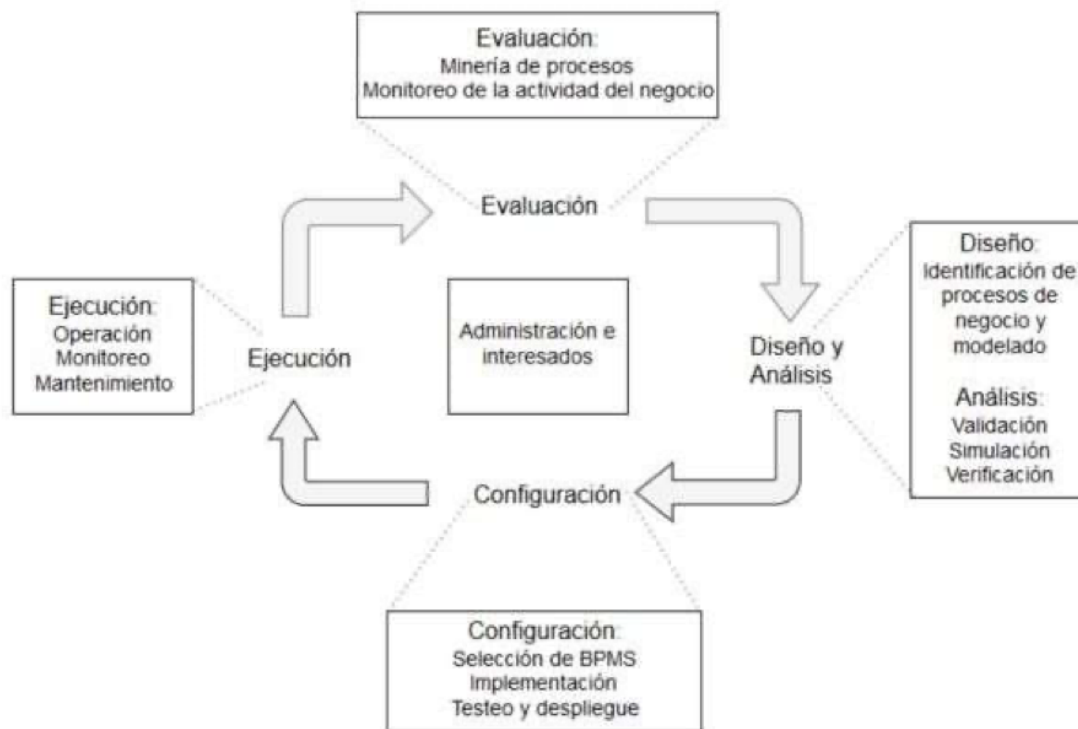 Evaluación:
Minería de procesos
Monitoreo de la actividad del negocio
Evaluación
Diseño:
Identificación de
procesos de
negocio y
modelado
Análisis:
Validación
Simulación
Verificación
Ejecución:
Operación
Monitoreo
Mantenimiento
Ejecución
Administración e
interesados
Diseño y
Análisis
Configuración
Configuración:
Selección de BPMS
Implementación
Testeo y despliegue